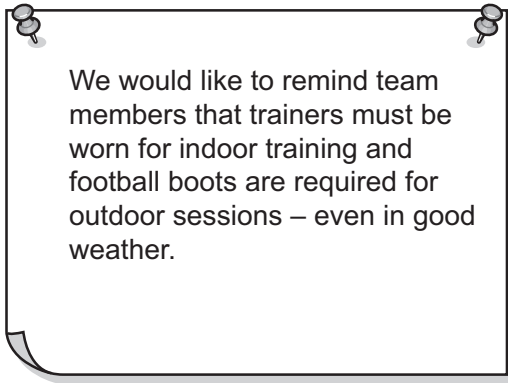 We would like to remind team
members that trainers must be
worn for indoor training and
football boots are required for
outdoor sessions – even in good
weather.